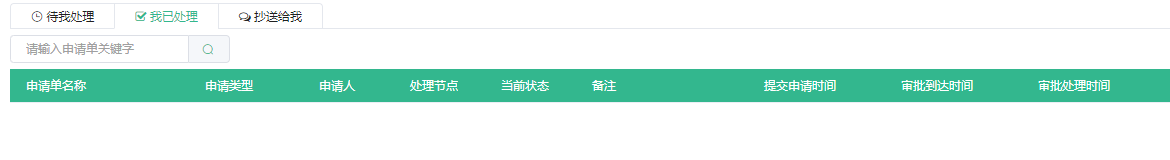 待我处理 我已处理 抄送给我
请输入申请单关键字
申请单名称 申请类型 申请人 处理节点 当前状态 备注 提交申请时间 审批到达时间 审批处理时间